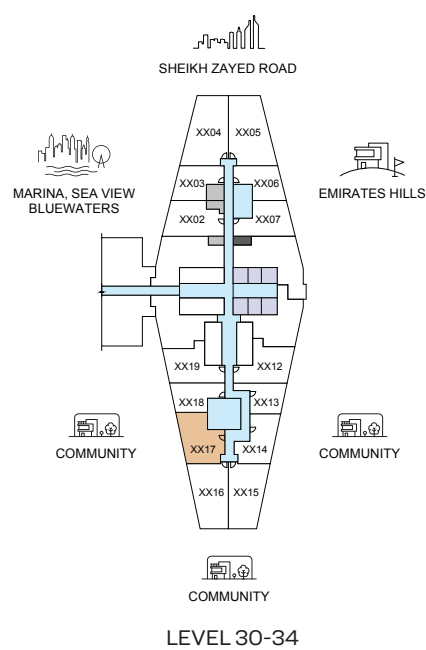 SHEIKH ZAYED ROAD
XX04 XX05
MARINA, SEA VIEW
BLUEWATERS
XX03 XX06
EMIRATES HILLS
XX02 XX07
XX19 XX12
XX18 XX13
COMMUNITY
XX17 XX14
COMMUNITY
XX16 XX15
COMMUNITY
LEVEL 30-34